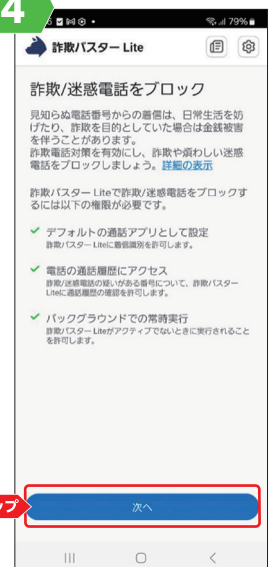 4
79%
詐欺バスター Lite
詐欺/迷惑電話をブロック
見知らぬ電話番号からの着信は、日常生活を妨
げたり、詐欺を目的としていた場合は金銭被害
を伴うことがあります。
詐欺電話対策を有効にし、詐欺や煩わしい迷惑
電話をブロックしましょう。詳細の表示
詐欺バスター Liteで詐欺/迷惑電話をブロックす
るには以下の権限が必要です。
デフォルトの通話アプリとして設定
詐欺バスター Liteに着信識別を許可します。
電話の通話履歴にアクセス
詐欺/迷惑電話の疑いがある番号について、詐欺バスター
Liteに通話履歴の確認を許可します。
バックグラウンドでの常時実行
詐欺バスター Liteがアクティブでないときに実行されること
を許可します。
ップ
次へ